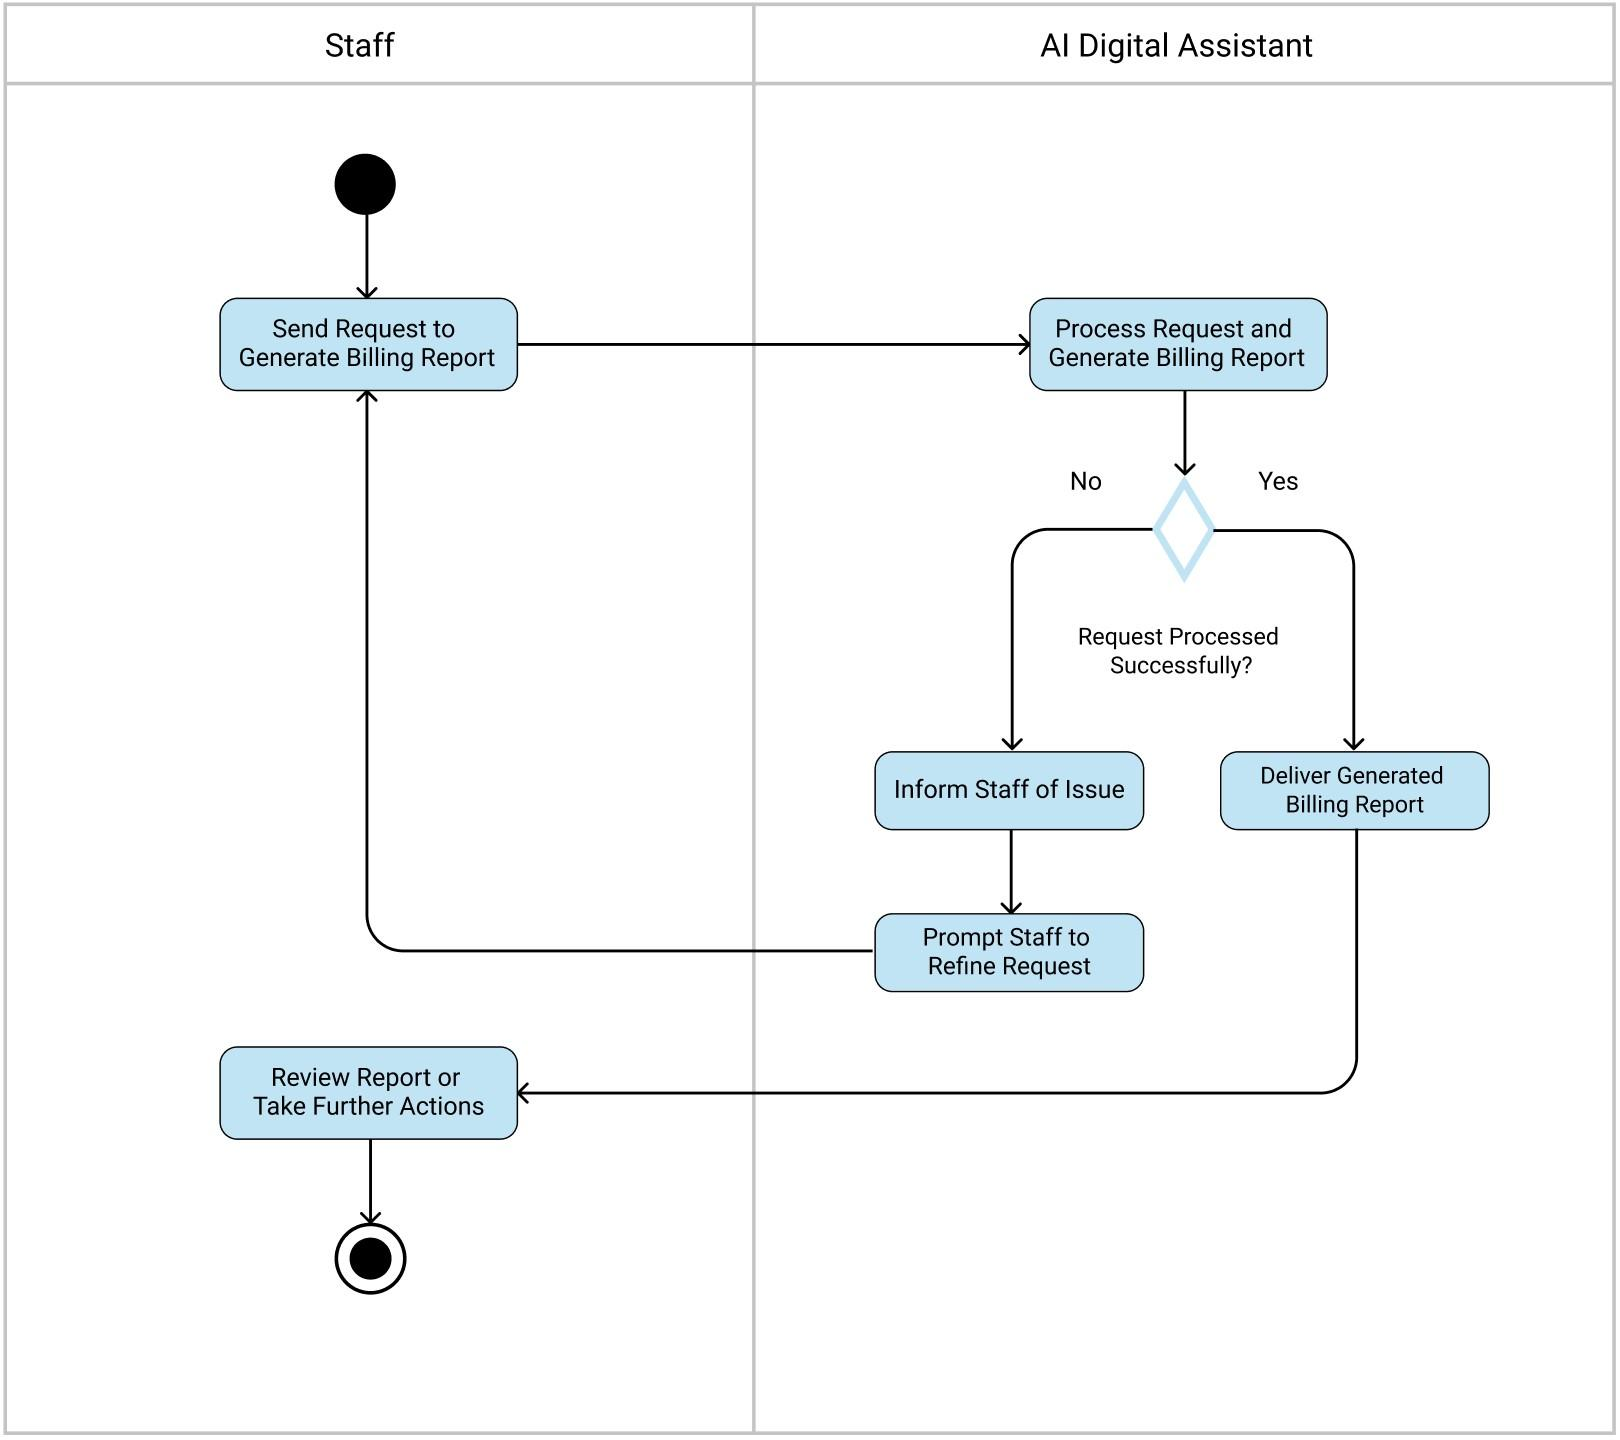 Staff
AI Digital Assistant
Send Request to
Generate Billing Report
Process Request and
Generate Billing Report
No
Yes
Request Processed
Successfully?
Inform Staff of Issue
Deliver Generated
Billing Report
Prompt Staff to
Refine Request
Review Report or
Take Further Actions